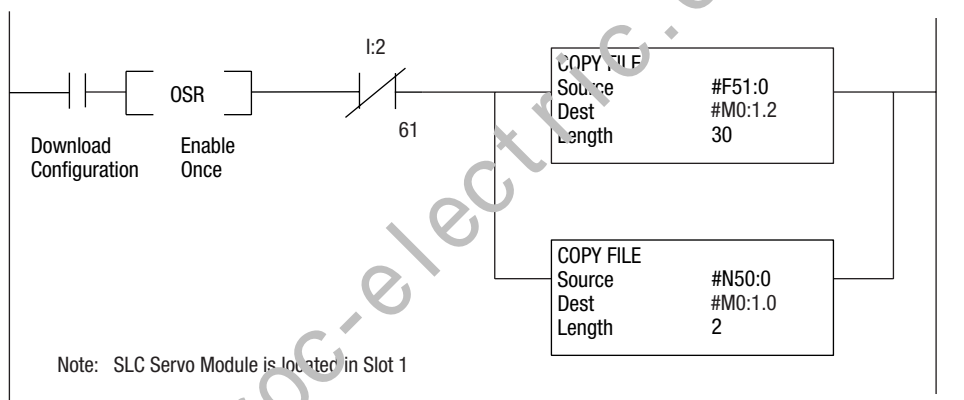 I:2
OSR
61
Download Configuration
Enable Once
COPY FILE
Source #F51:0
Dest #M0:1.2
Length 30
COPY FILE
Source #N50:0
Dest #M0:1.0
Length 2
Note: SLC Servo Module is located in Slot 1
roc-electric.